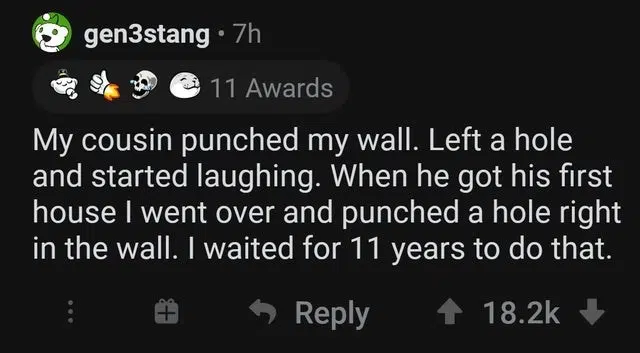 gen3stang • 7h
11 Awards
My cousin punched my wall. Left a hole
and started laughing. When he got his first
house I went over and punched a hole right
in the wall. I waited for 11 years to do that.
Reply 18.2k